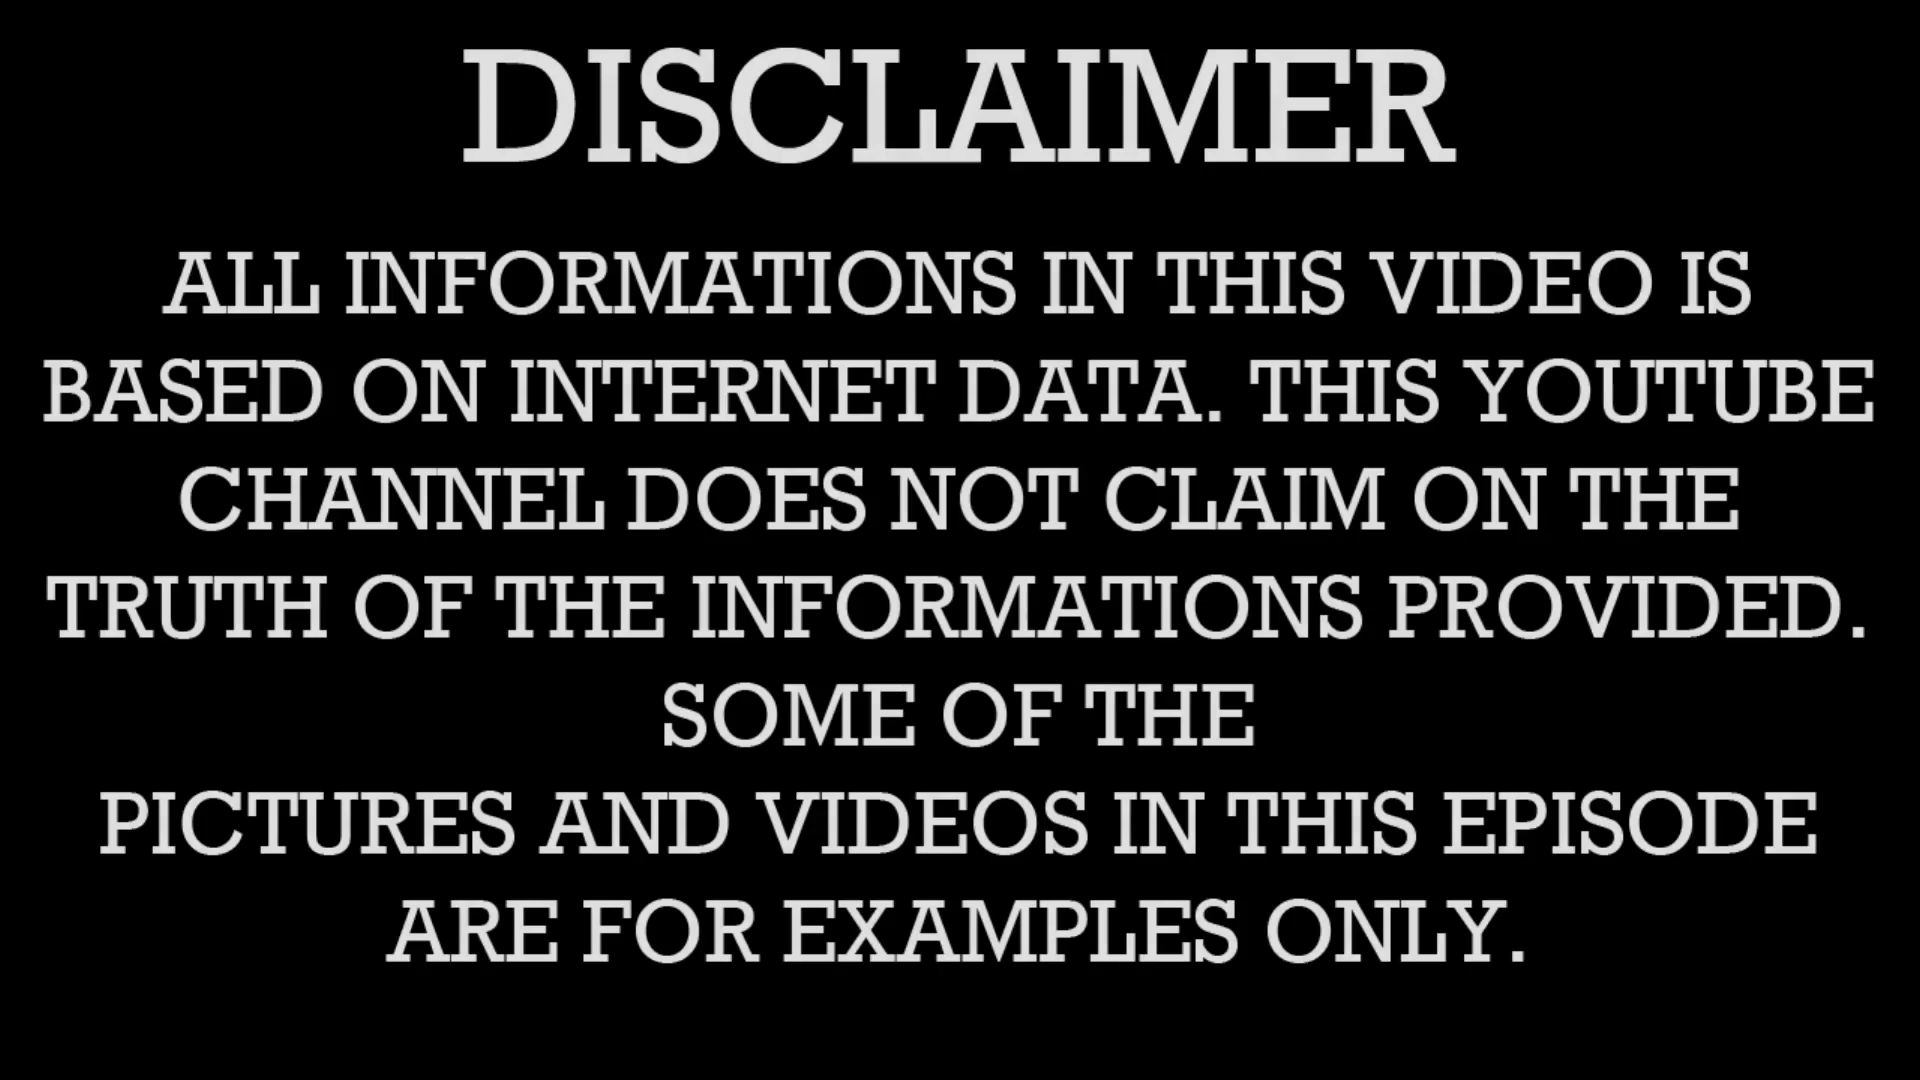 DISCLAIMER
ALL INFORMATIONS IN THIS VIDEO IS
BASED ON INTERNET DATA. THIS YOUTUBE
CHANNEL DOES NOT CLAIM ON THE
TRUTH OF THE INFORMATIONS PROVIDED.
SOME OF THE
PICTURES AND VIDEOS IN THIS EPISODE
ARE FOR EXAMPLES ONLY.